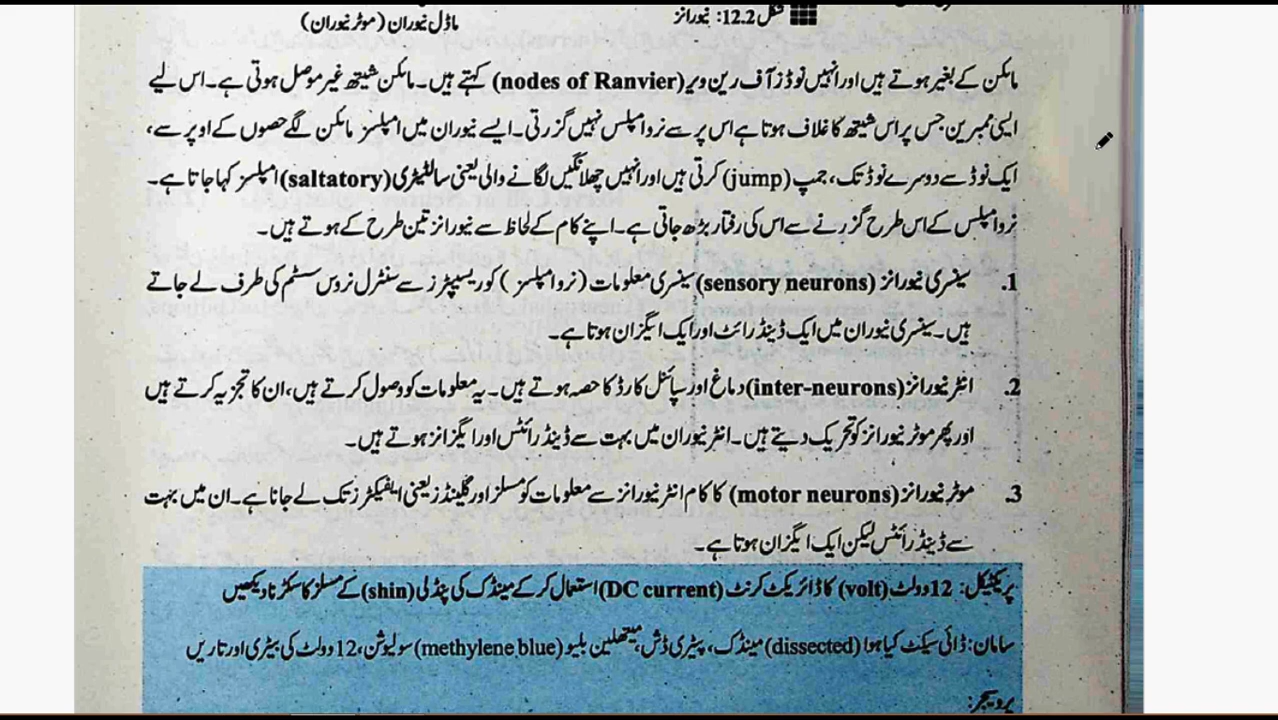 شکل 12.2: نیورانز
ماڈل نیوران (موٹر نیوران)
مائلن کے بغیر ہوتے ہیں اور انہیں نوڈز آف رین ویر (nodes of Ranvier) کہتے ہیں۔ مائلن شیتھ غیر موصل ہوتی ہے۔ اس لیے
ایسی ممبرین جس پر اس شیتھ کا غلاف ہوتا ہے اس پر سے نرو امپلس نہیں گزرتی۔ ایسے نیوران میں امپلسز مائلن لگے حصوں کے اوپر سے،
ایک نوڈ سے دوسرے نوڈ تک، جمپ (jump) کرتی ہیں اور انہیں چھلانگیں لگانے والی یعنی سالٹیٹری (saltatory) امپلسز کہا جاتا ہے۔
نرو امپلس کے اس طرح گزرنے سے اس کی رفتار بڑھ جاتی ہے۔ اپنے کام کے لحاظ سے نیورانز تین طرح کے ہوتے ہیں۔
1. سینسری نیورانز (sensory neurons) سینسری معلومات (نرو امپلسز) کو ریسیپٹرز سے سنٹرل نروس سسٹم کی طرف لے جاتے
ہیں۔ سینسری نیوران میں ایک ڈینڈرائٹ اور ایک ایگزان ہوتا ہے۔
2. انٹر نیورانز (inter-neurons) دماغ اور سپائنل کارڈ کا حصہ ہوتے ہیں۔ یہ معلومات کو وصول کرتے ہیں، ان کا تجزیہ کرتے ہیں
اور پھر موٹر نیورانز کو تحریک دیتے ہیں۔ انٹر نیوران میں بہت سے ڈینڈرائٹس اور ایگزانز ہوتے ہیں۔
3. موٹر نیورانز (motor neurons) کا کام انٹر نیورانز سے معلومات کو مسلز اور گلینڈز یعنی ایفیکٹرز تک لے جانا ہے۔ ان میں بہت
سے ڈینڈرائٹس لیکن ایک ایگزان ہوتا ہے۔
پریکٹیکل: 12 وولٹ (volt) کا ڈائریکٹ کرنٹ (DC current) استعمال کر کے مینڈک کی پنڈلی (shin) کے مسلز کا سکڑنا دیکھیں
سامان: ڈائی سیکٹ کیا ہوا (dissected) مینڈک، پیٹری ڈش، میتھلین بلیو (methylene blue) سولیوشن، 12 وولٹ کی بیٹری اور تاریں
پروسیجر: